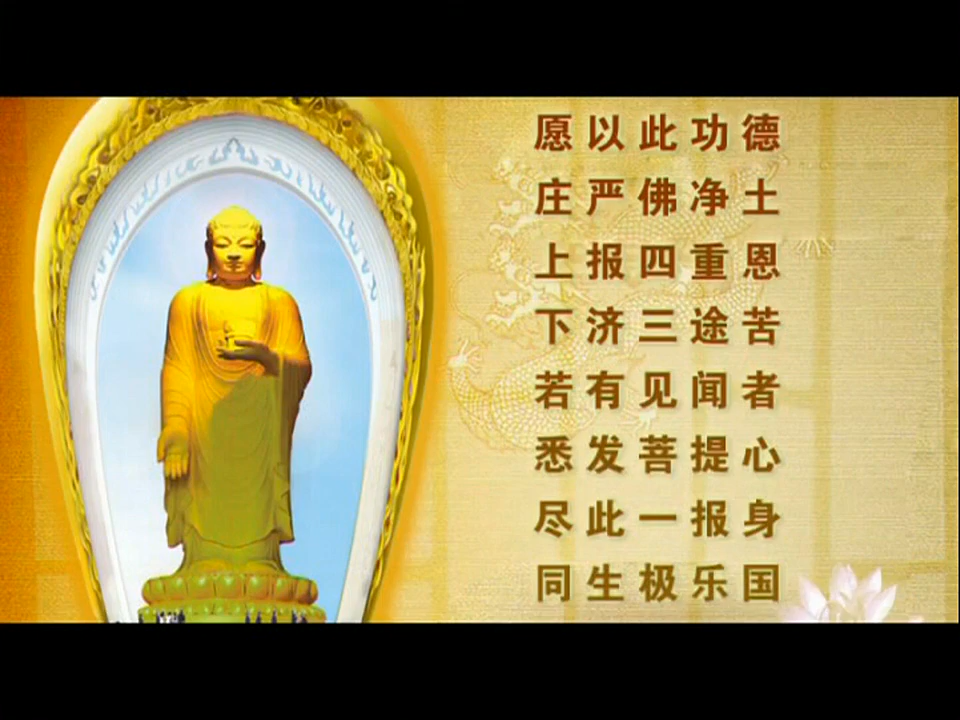 愿以此功德
庄严佛净土
上报四重恩
下济三途苦
若有见闻者
悉发菩提心
尽此一报身
同生极乐国